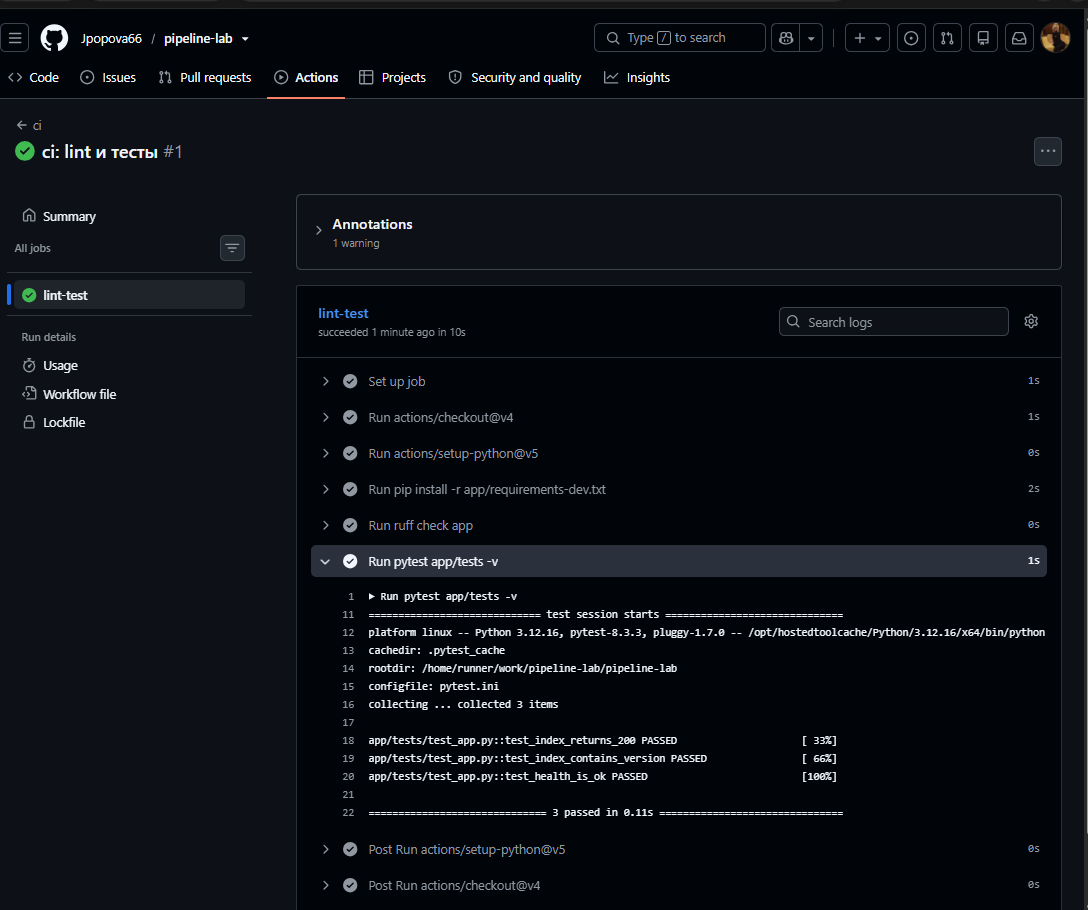 Jpopova66 / pipeline-lab
Type / to search
Code
Issues
Pull requests
Actions
Projects
Security and quality
Insights
ci
ci: lint и тесты #1
Summary
All jobs
lint-test
Run details
Usage
Workflow file
Lockfile
Annotations
1 warning
lint-test
succeeded 1 minute ago in 10s
Search logs
Set up job 1s
Run actions/checkout@v4 1s
Run actions/setup-python@v5 0s
Run pip install -r app/requirements-dev.txt 2s
Run ruff check app 0s
Run pytest app/tests -v 1s
1 ▶ Run pytest app/tests -v
11 ============================= test session starts ==============================
12 platform linux -- Python 3.12.16, pytest-8.3.3, pluggy-1.7.0 -- /opt/hostedtoolcache/Python/3.12.16/x64/bin/python
13 cachedir: .pytest_cache
14 rootdir: /home/runner/work/pipeline-lab/pipeline-lab
15 configfile: pytest.ini
16 collecting ... collected 3 items
17
18 app/tests/test_app.py::test_index_returns_200 PASSED [ 33%]
19 app/tests/test_app.py::test_index_contains_version PASSED [ 66%]
20 app/tests/test_app.py::test_health_is_ok PASSED [100%]
21
22 ============================== 3 passed in 0.11s ===============================
Post Run actions/setup-python@v5 0s
Post Run actions/checkout@v4 0s